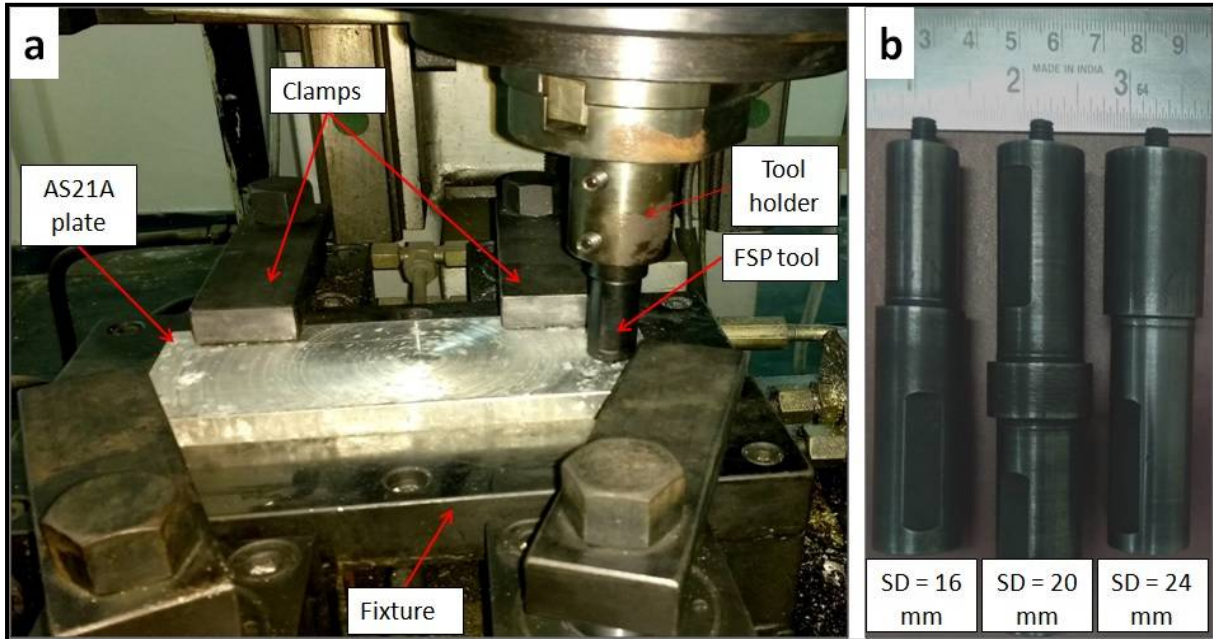 a
Clamps
AS21A
plate
Tool
holder
FSP tool
Fixture
b
3 4 5 6 7 8 9
MADE IN INDIA
1 2 3 64
SD = 16
mm
SD = 20
mm
SD = 24
mm